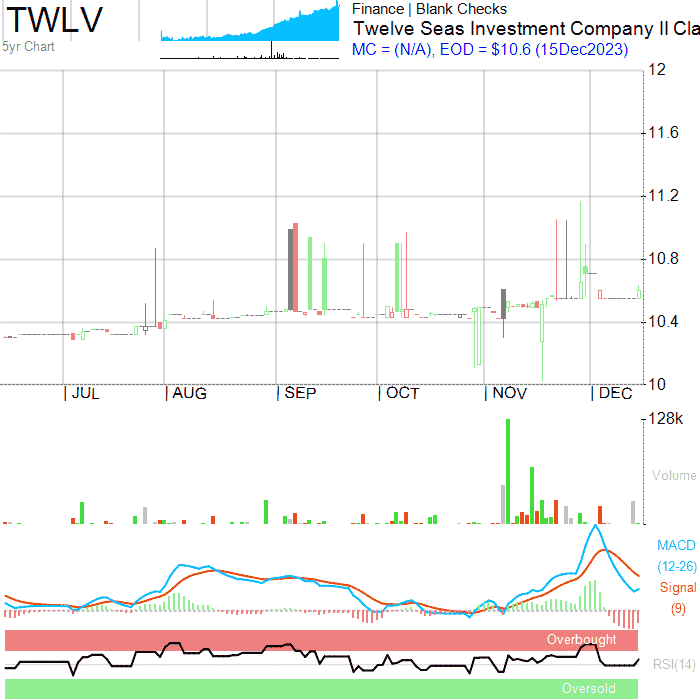 TWLV
5yr Chart
Finance | Blank Checks
Twelve Seas Investment Company II Cla
MC = (N/A), EOD = $10.6 (15Dec2023)
12
11.6
11.2
10.8
10.4
10
| JUL | AUG | SEP | OCT | NOV | DEC
128k
Volume
MACD
(12-26)
Signal
(9)
Overbought
RSI(14)
Oversold